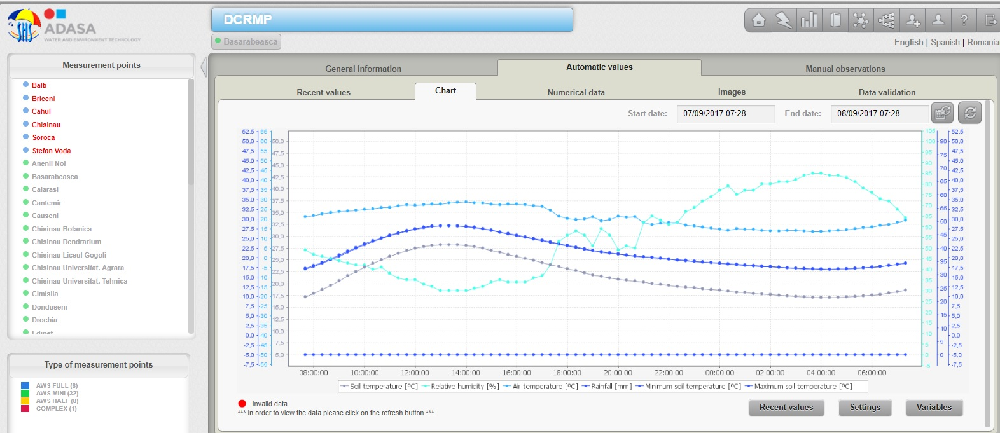 DCRMP
SHS
ADASA
WATER AND ENVIRONMENT TECHNOLOGY
Basarabeasca
English | Spanish | Romania
Measurement points
Balti
Briceni
Cahul
Chisinau
Soroca
Stefan Voda
Anenii Noi
Basarabeasca
Calarasi
Cantemir
Causeni
Chisinau Botanica
Chisinau Dendrarium
Chisinau Liceul Gogoli
Chisinau Universitat. Agrara
Chisinau Universitat. Tehnica
Cimislia
Donduseni
Drochia
Edinet
Type of measurement points
AWS FULL (6)
AWS MINI (32)
AWS HALF (8)
COMPLEX (1)
General information
Automatic values
Manual observations
Recent values
Chart
Numerical data
Images
Data validation
Start date: 07/09/2017 07:28 End date: 08/09/2017 07:28
52,5 65 105 52,5
50,0 60 50,0 100 80 50,0
47,5 55 47,5 95 75 47,5
45,0 50 45,0 90 70 45,0
42,5 45 42,5 85 42,5
40,0 40 40,0 80 65 40,0
37,5 35 37,5 75 60 37,5
35,0 30 35,0 70 55 35,0
32,5 25 32,5 65 50 32,5
30,0 20 30,0 60 45 30,0
27,5 15 27,5 55 40 27,5
25,0 10 25,0 50 35 25,0
22,5 5 22,5 45 30 22,5
20,0 0 20,0 40 25 20,0
17,5 -5 17,5 35 20 17,5
15,0 -10 15,0 30 15 15,0
12,5 -15 12,5 25 10 12,5
10,0 -20 10,0 20 5 10,0
7,5 -25 7,5 15 0 7,5
5,0 -30 5,0 10 5,0
2,5 -35 5 2,5
0,0 -40 0 0,0
-2,5 -45 -5 -2,5
-5,0 -50 -5,0
-7,5 -55 -7,5
08:00:00 10:00:00 12:00:00 14:00:00 16:00:00 18:00:00 20:00:00 22:00:00 00:00:00 02:00:00 04:00:00 06:00:00
Soil temperature [ºC] Relative humidity [%] Air temperature [ºC] Rainfall [mm] Minimum soil temperature [ºC] Maximum soil temperature [ºC]
Invalid data
*** In order to view the data please click on the refresh button ***
Recent values
Settings
Variables